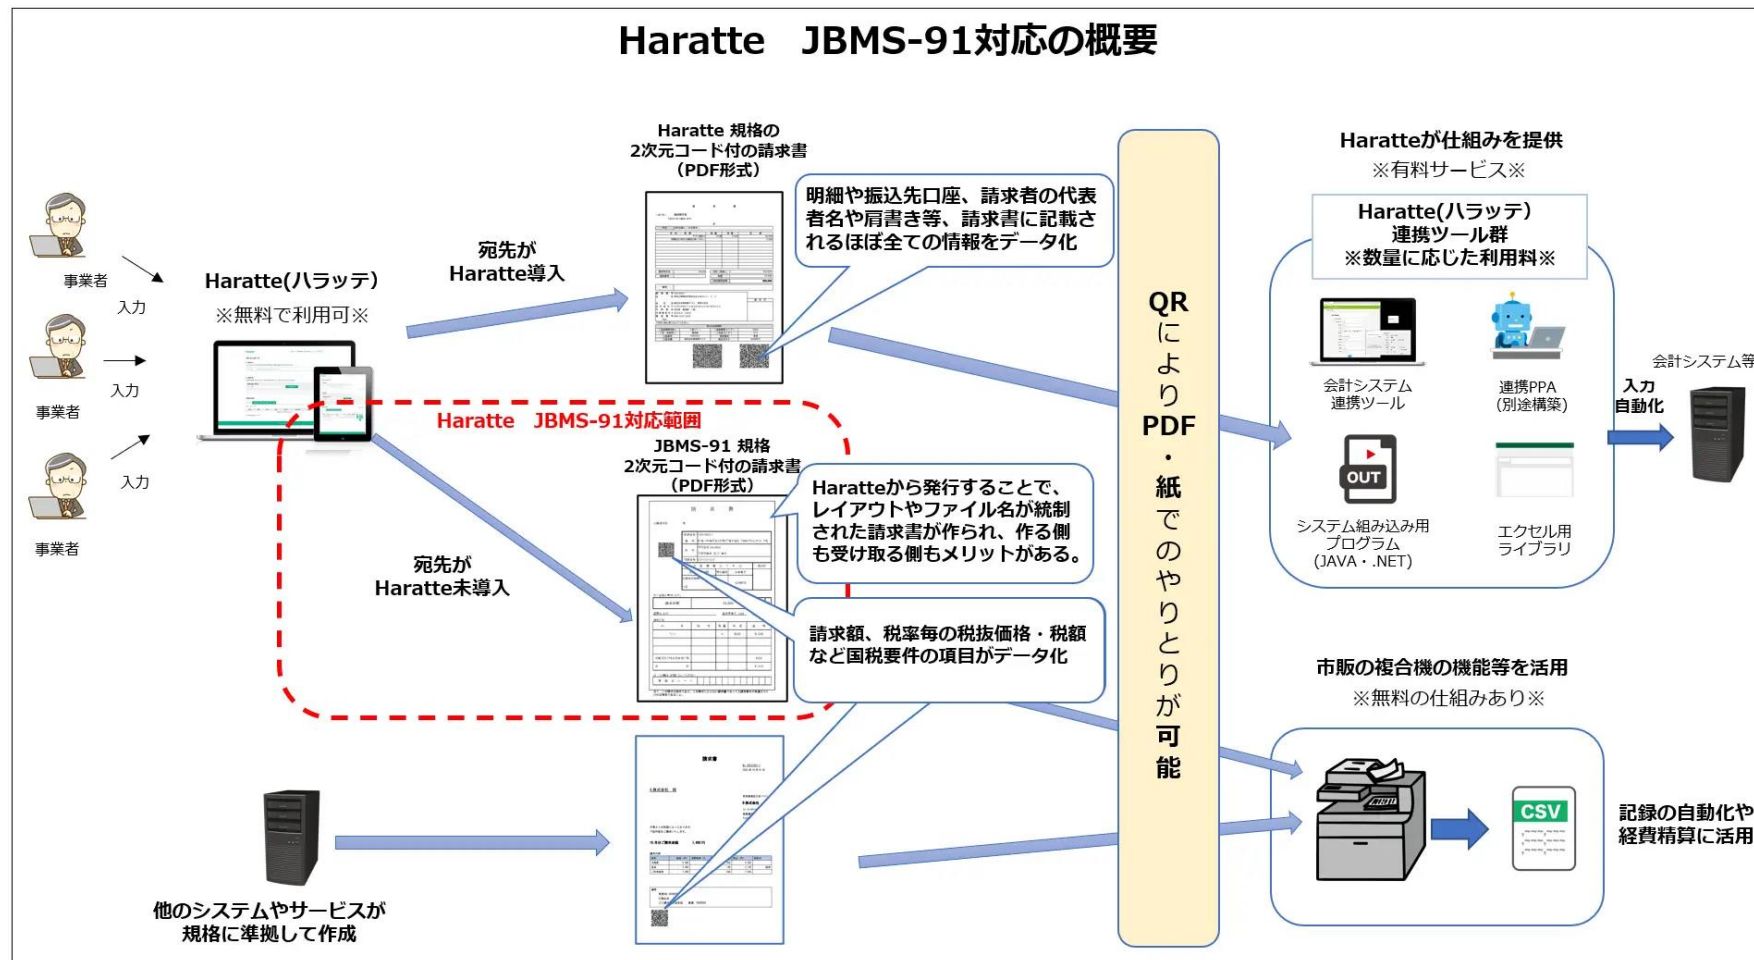 Haratte　JBMS-91対応の概要
事業者
入力
事業者
入力
事業者
入力
Haratte(ハラッテ)
※無料で利用可※
宛先が
Haratte導入
宛先が
Haratte未導入
Haratte 規格の
2次元コード付の請求書
(PDF形式)
明細や振込先口座、請求者の代表
者名や肩書き等、請求書に記載さ
れるほぼ全ての情報をデータ化
Haratte　JBMS-91対応範囲
JBMS-91 規格
2次元コード付の請求書
(PDF形式)
請 求 書
Haratteから発行することで、
レイアウトやファイル名が統制
された請求書が作られ、作る側
も受け取る側もメリットがある。
請求額、税率毎の税抜価格・税額
など国税要件の項目がデータ化
他のシステムやサービスが
規格に準拠して作成
請求書
QRによりPDF・紙でのやりとりが可能
Haratteが仕組みを提供
※有料サービス※
Haratte(ハラッテ)
連携ツール群
※数量に応じた利用料※
会計システム
連携ツール
連携PPA
(別途構築)
OUT
システム組み込み用
プログラム
(JAVA・.NET)
エクセル用
ライブラリ
入力
自動化
会計システム等
市販の複合機の機能等を活用
※無料の仕組みあり※
CSV
記録の自動化や
経費精算に活用